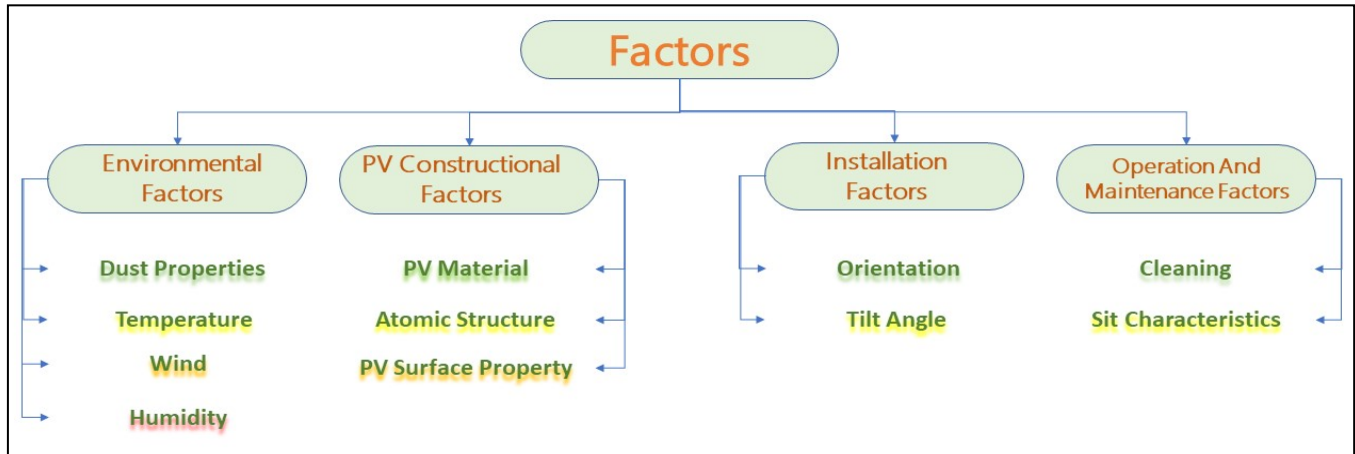 Factors
Environmental
Factors
PV Constructional
Factors
Installation
Factors
Operation And
Maintenance Factors
Dust Properties
Temperature
Wind
Humidity
PV Material
Atomic Structure
PV Surface Property
Orientation
Tilt Angle
Cleaning
Sit Characteristics